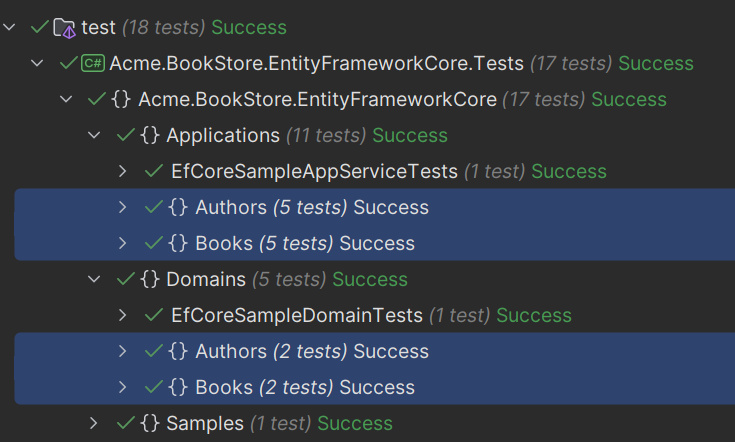 test (18 tests) Success
C# Acme.BookStore.EntityFrameworkCore.Tests (17 tests) Success
{} Acme.BookStore.EntityFrameworkCore (17 tests) Success
{} Applications (11 tests) Success
EfCoreSampleAppServiceTests (1 test) Success
{} Authors (5 tests) Success
{} Books (5 tests) Success
{} Domains (5 tests) Success
EfCoreSampleDomainTests (1 test) Success
{} Authors (2 tests) Success
{} Books (2 tests) Success
{} Samples (1 test) Success